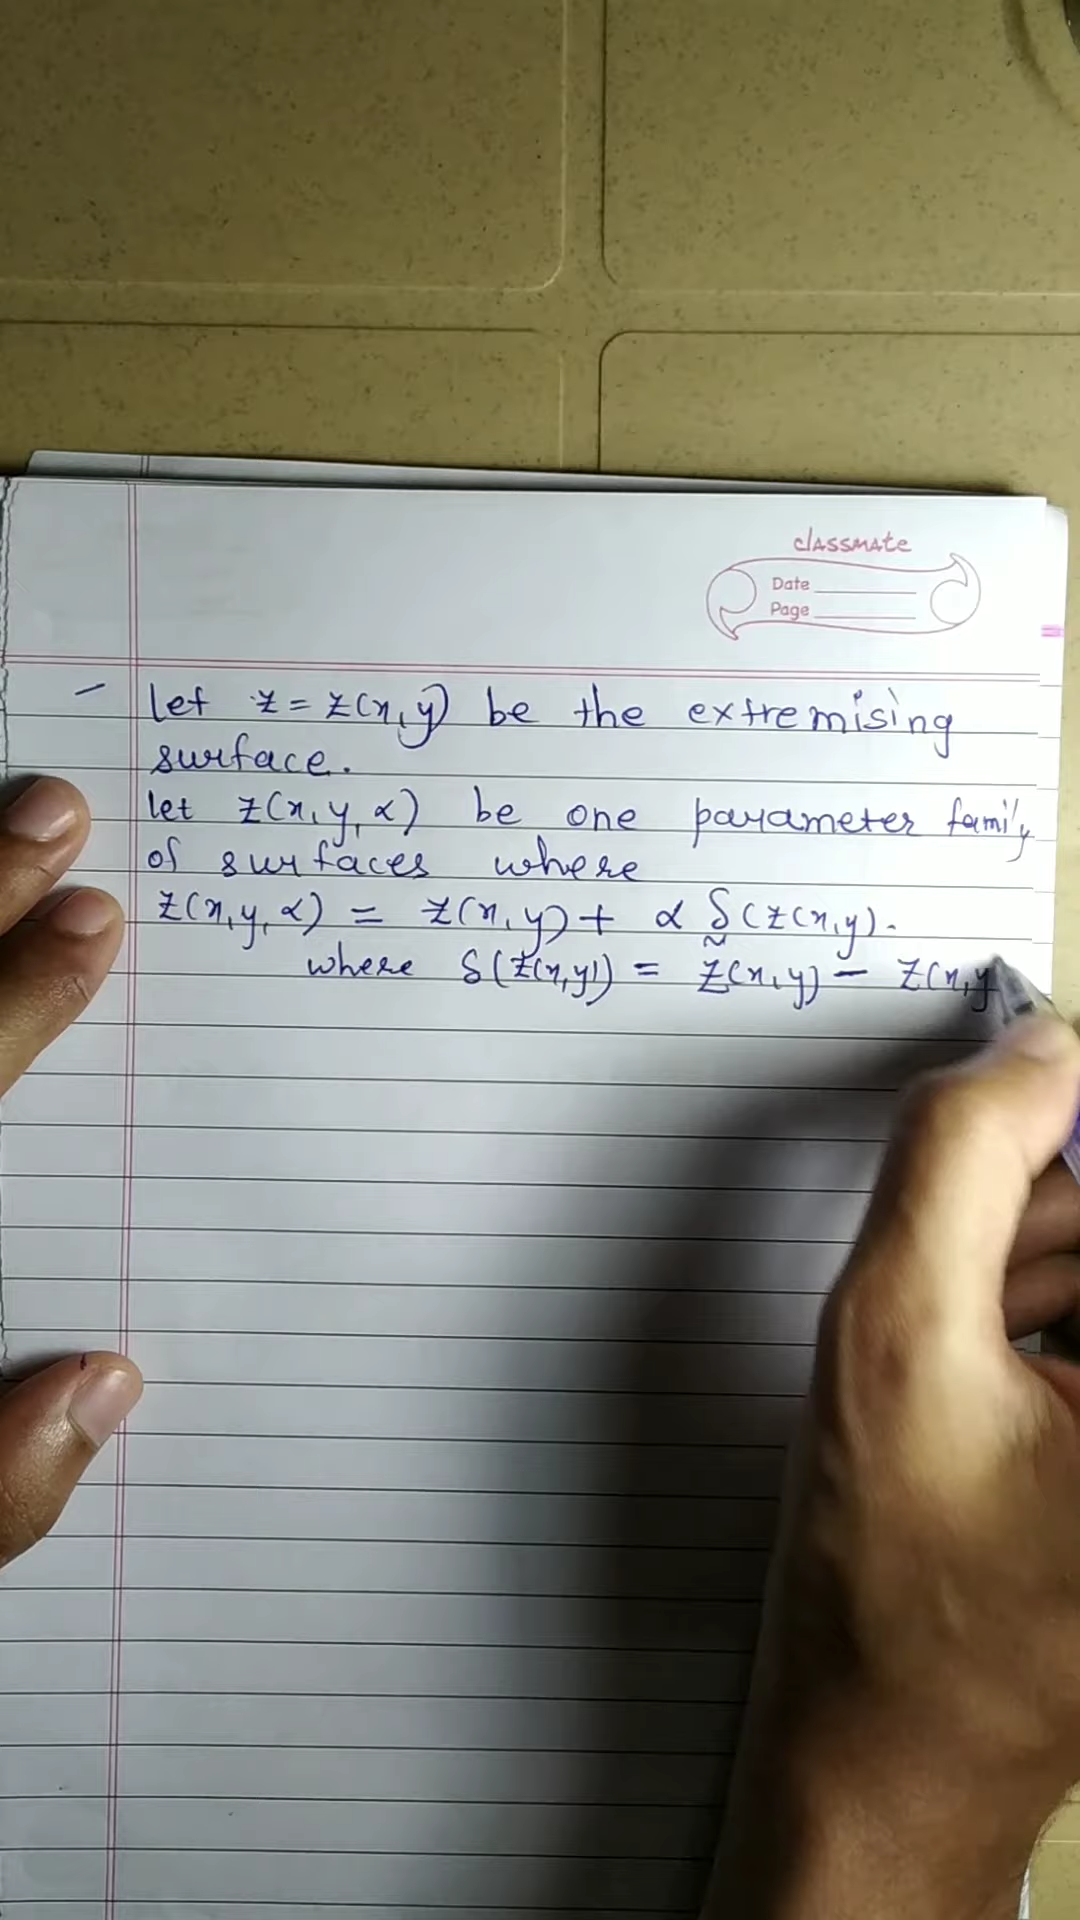 classmate
Date
Page
- let z = z(x,y) be the extremising
surface.
let z(x,y,α) be one parameter family
of surfaces where
z(x,y,α) = z(x,y) + α δ(z(x,y).
where δ(z(x,y)) = z̃(x,y) - z(x,y